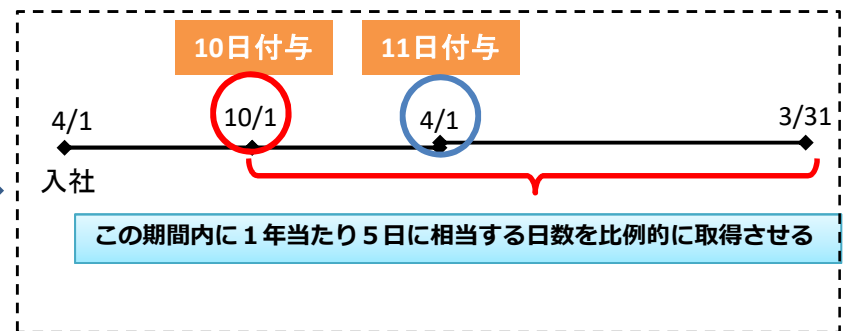 10日付与
11日付与
4/1
10/1
4/1
3/31
入社
この期間内に１年当たり５日に相当する日数を比例的に取得させる